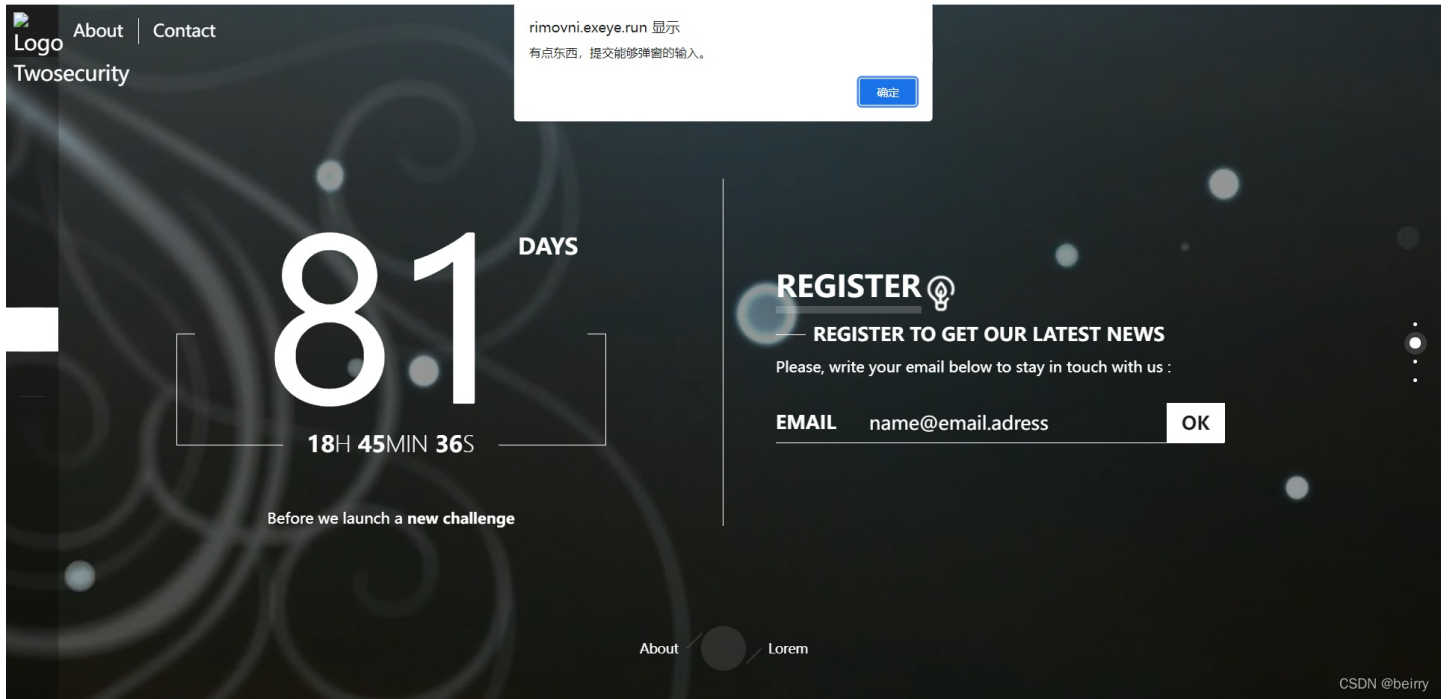 Logo
Twosecurity
About
Contact
rimovni.exeye.run 显示
有点东西，提交能够弹窗的输入。
确定
81
DAYS
18H 45MIN 36S
Before we launch a new challenge
REGISTER
REGISTER TO GET OUR LATEST NEWS
Please, write your email below to stay in touch with us :
EMAIL
name@email.adress
OK
About
Lorem
CSDN @beirry